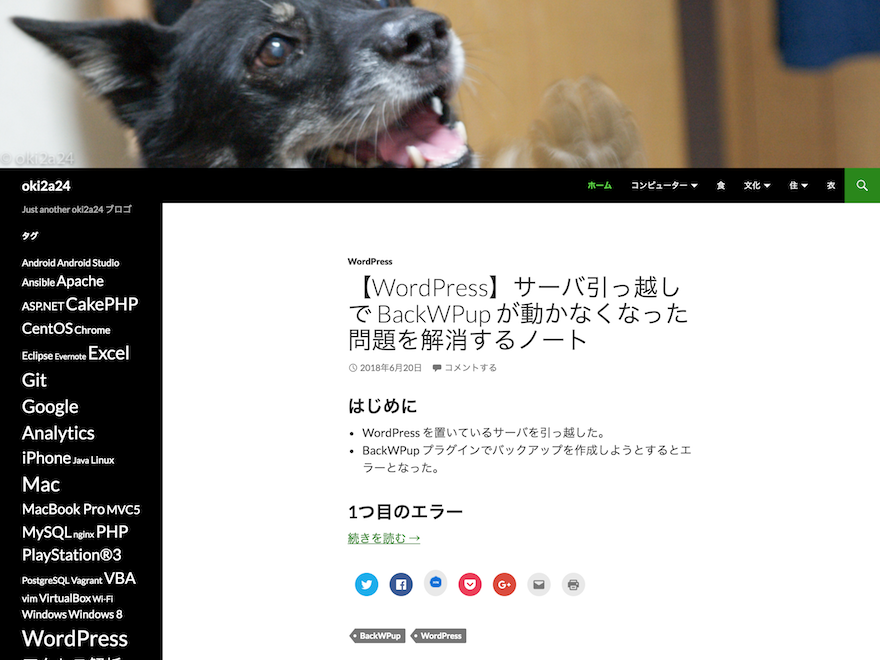 © oki2a24
oki2a24
ホーム コンピューター 食 文化 住 衣
Just another oki2a24 ブロゴ
タグ
Android Android Studio
Ansible Apache
ASP.NET CakePHP
CentOS Chrome
Eclipse Evernote Excel
Git
Google
Analytics
iPhone Java Linux
Mac
MacBook Pro MVC5
MySQL nginx PHP
PlayStation®3
PostgreSQL Vagrant VBA
vim VirtualBox Wi-Fi
Windows Windows 8
WordPress
WordPress
【WordPress】サーバ引っ越し
で BackWPup が動かなくなった
問題を解消するノート
2018年6月20日 コメントする
はじめに
• WordPress を置いているサーバを引っ越した。
• BackWPup プラグインでバックアップを作成しようとするとエ
ラーとなった。
1つ目のエラー
続きを読む →
G+
BackWPup WordPress